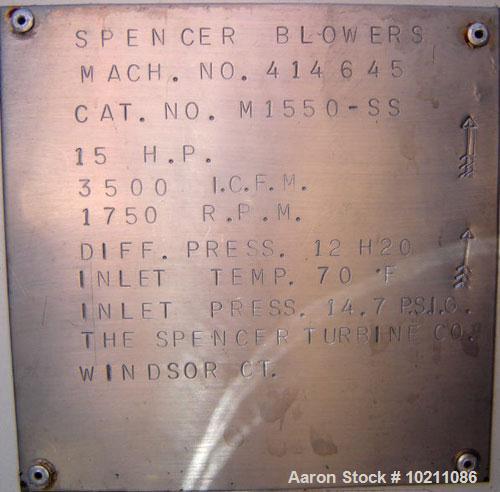 SPENCER BLOWERS
MACH. NO. 414645
CAT. NO. M1550-SS
15 H.P.
3500 I.C.F.M.
1750 R.P.M.
DIFF. PRESS. 12 H20
INLET TEMP. 70 °F
INLET PRESS. 14.7 P.S.I.G.
THE SPENCER TURBINE CO.
WINDSOR CT.
Aaron Stock # 10211086